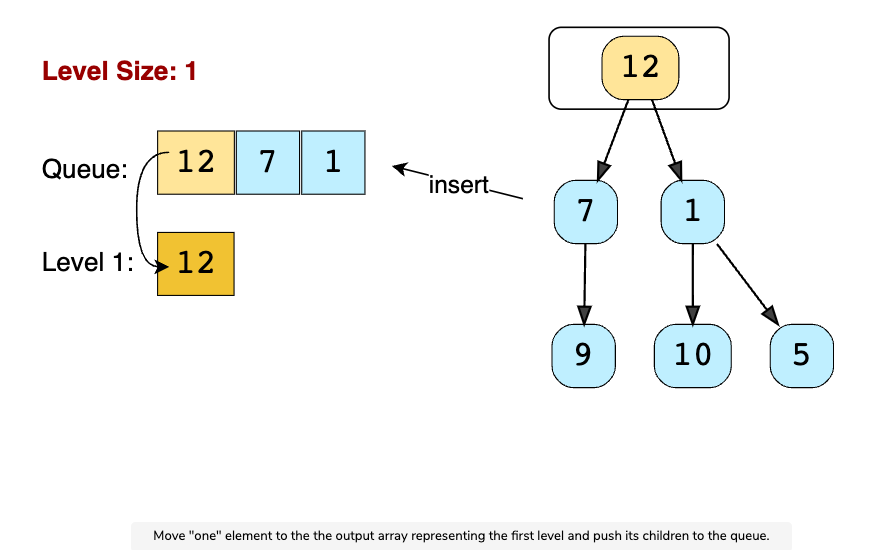 Level Size: 1
12
Queue: 12 7 1
insert
7 1
Level 1: 12
9 10 5
Move "one" element to the the output array representing the first level and push its children to the queue.